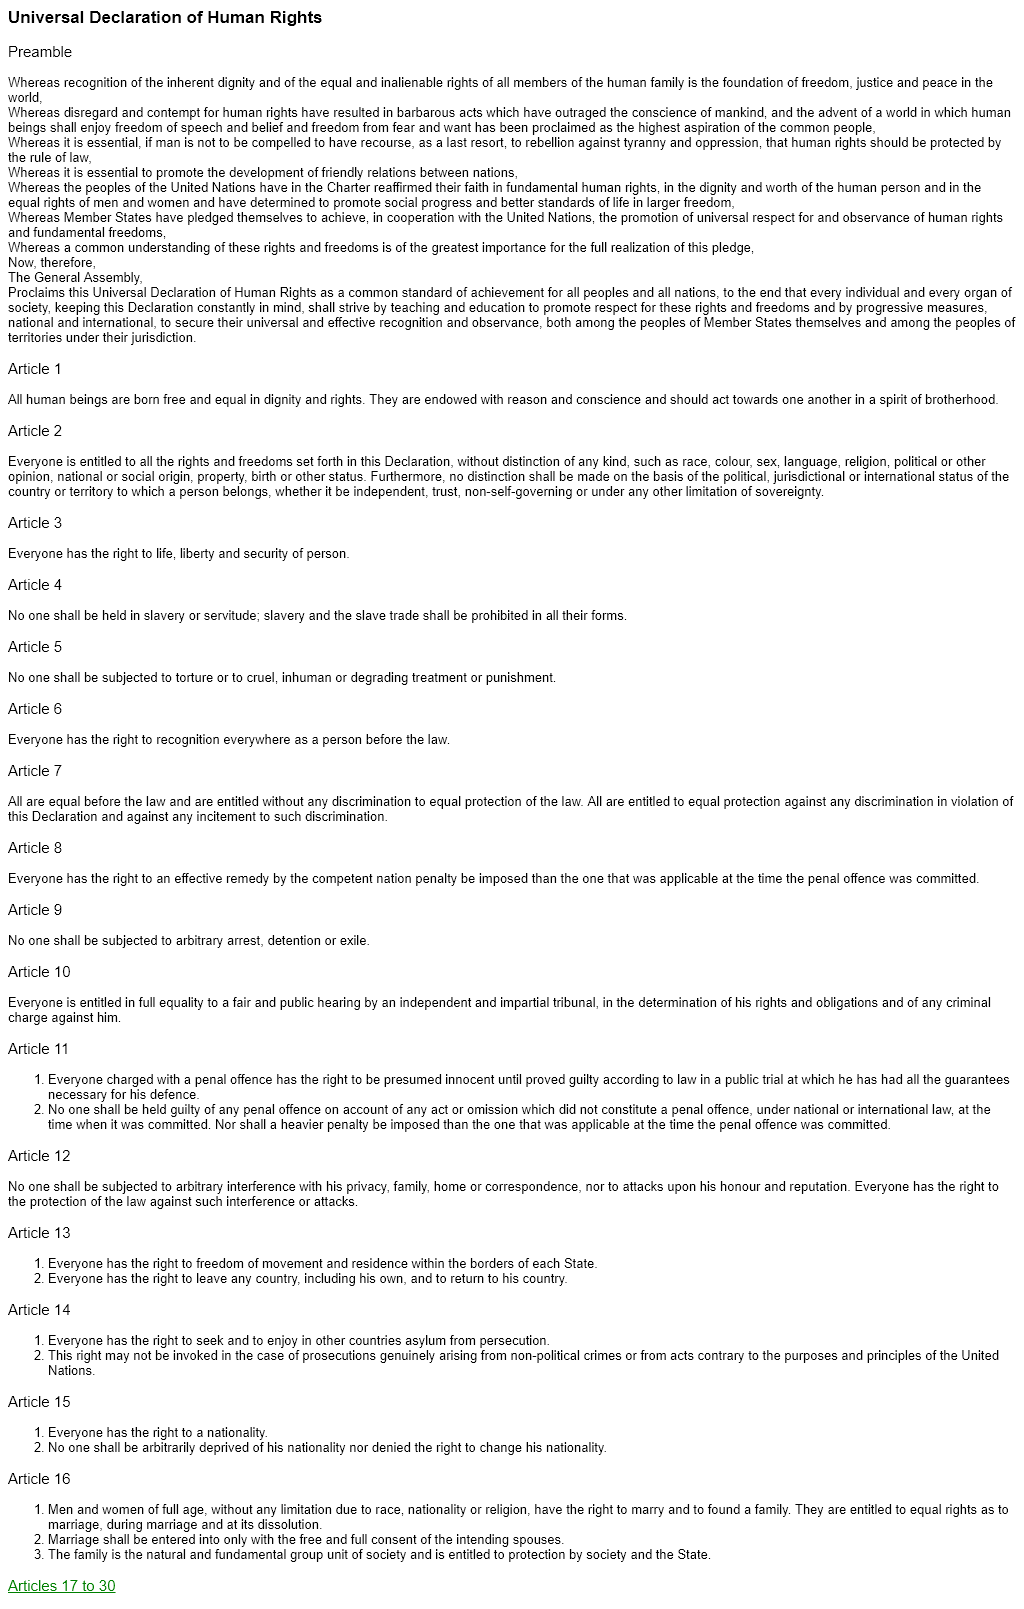 Universal Declaration of Human Rights
Preamble
Whereas recognition of the inherent dignity and of the equal and inalienable rights of all members of the human family is the foundation of freedom, justice and peace in the
world,
Whereas disregard and contempt for human rights have resulted in barbarous acts which have outraged the conscience of mankind, and the advent of a world in which human
beings shall enjoy freedom of speech and belief and freedom from fear and want has been proclaimed as the highest aspiration of the common people,
Whereas it is essential, if man is not to be compelled to have recourse, as a last resort, to rebellion against tyranny and oppression, that human rights should be protected by
the rule of law,
Whereas it is essential to promote the development of friendly relations between nations,
Whereas the peoples of the United Nations have in the Charter reaffirmed their faith in fundamental human rights, in the dignity and worth of the human person and in the
equal rights of men and women and have determined to promote social progress and better standards of life in larger freedom,
Whereas Member States have pledged themselves to achieve, in cooperation with the United Nations, the promotion of universal respect for and observance of human rights
and fundamental freedoms,
Whereas a common understanding of these rights and freedoms is of the greatest importance for the full realization of this pledge,
Now, therefore,
The General Assembly,
Proclaims this Universal Declaration of Human Rights as a common standard of achievement for all peoples and all nations, to the end that every individual and every organ of
society, keeping this Declaration constantly in mind, shall strive by teaching and education to promote respect for these rights and freedoms and by progressive measures,
national and international, to secure their universal and effective recognition and observance, both among the peoples of Member States themselves and among the peoples of
territories under their jurisdiction.
Article 1
All human beings are born free and equal in dignity and rights. They are endowed with reason and conscience and should act towards one another in a spirit of brotherhood.
Article 2
Everyone is entitled to all the rights and freedoms set forth in this Declaration, without distinction of any kind, such as race, colour, sex, language, religion, political or other
opinion, national or social origin, property, birth or other status. Furthermore, no distinction shall be made on the basis of the political, jurisdictional or international status of the
country or territory to which a person belongs, whether it be independent, trust, non-self-governing or under any other limitation of sovereignty.
Article 3
Everyone has the right to life, liberty and security of person.
Article 4
No one shall be held in slavery or servitude; slavery and the slave trade shall be prohibited in all their forms.
Article 5
No one shall be subjected to torture or to cruel, inhuman or degrading treatment or punishment.
Article 6
Everyone has the right to recognition everywhere as a person before the law.
Article 7
All are equal before the law and are entitled without any discrimination to equal protection of the law. All are entitled to equal protection against any discrimination in violation of
this Declaration and against any incitement to such discrimination.
Article 8
Everyone has the right to an effective remedy by the competent nation penalty be imposed than the one that was applicable at the time the penal offence was committed.
Article 9
No one shall be subjected to arbitrary arrest, detention or exile.
Article 10
Everyone is entitled in full equality to a fair and public hearing by an independent and impartial tribunal, in the determination of his rights and obligations and of any criminal
charge against him.
Article 11
1. Everyone charged with a penal offence has the right to be presumed innocent until proved guilty according to law in a public trial at which he has had all the guarantees
necessary for his defence.
2. No one shall be held guilty of any penal offence on account of any act or omission which did not constitute a penal offence, under national or international law, at the
time when it was committed. Nor shall a heavier penalty be imposed than the one that was applicable at the time the penal offence was committed.
Article 12
No one shall be subjected to arbitrary interference with his privacy, family, home or correspondence, nor to attacks upon his honour and reputation. Everyone has the right to
the protection of the law against such interference or attacks.
Article 13
1. Everyone has the right to freedom of movement and residence within the borders of each State.
2. Everyone has the right to leave any country, including his own, and to return to his country.
Article 14
1. Everyone has the right to seek and to enjoy in other countries asylum from persecution.
2. This right may not be invoked in the case of prosecutions genuinely arising from non-political crimes or from acts contrary to the purposes and principles of the United
Nations.
Article 15
1. Everyone has the right to a nationality.
2. No one shall be arbitrarily deprived of his nationality nor denied the right to change his nationality.
Article 16
1. Men and women of full age, without any limitation due to race, nationality or religion, have the right to marry and to found a family. They are entitled to equal rights as to
marriage, during marriage and at its dissolution.
2. Marriage shall be entered into only with the free and full consent of the intending spouses.
3. The family is the natural and fundamental group unit of society and is entitled to protection by society and the State.
Articles 17 to 30